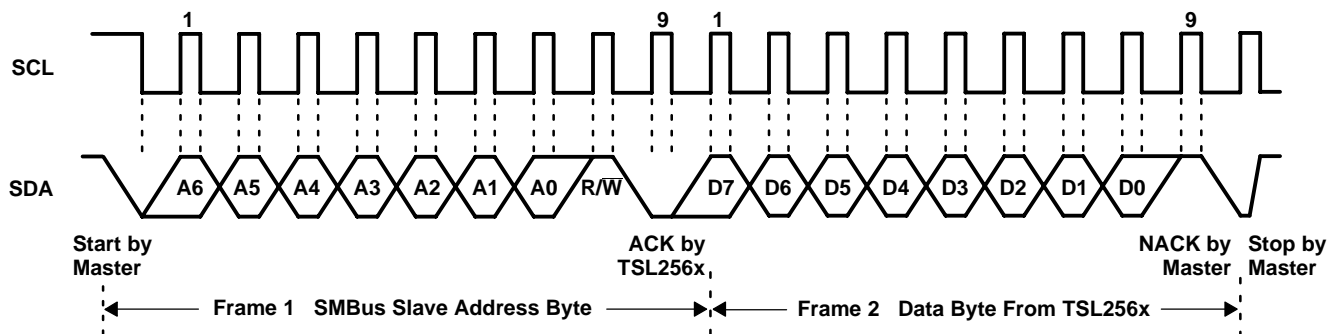 1 9 1 9
SCL
SDA A6 A5 A4 A3 A2 A1 A0 R/W D7 D6 D5 D4 D3 D2 D1 D0
Start by Master
ACK by TSL256x
NACK by Master
Stop by Master
Frame 1 SMBus Slave Address Byte
Frame 2 Data Byte From TSL256x